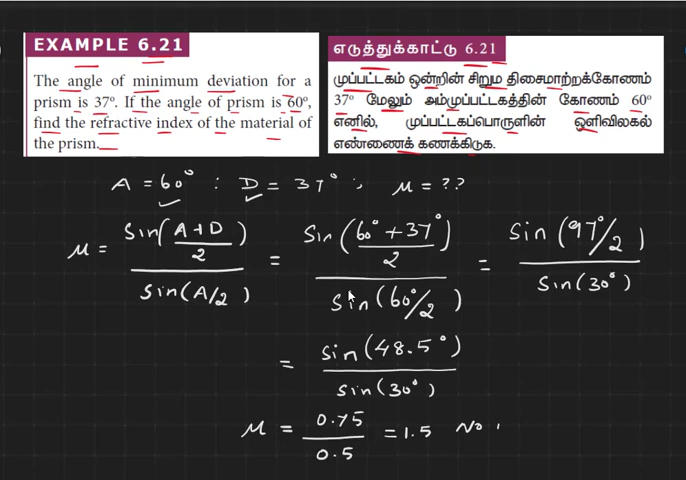 EXAMPLE 6.21
The angle of minimum deviation for a
prism is 37°. If the angle of prism is 60°,
find the refractive index of the material of
the prism.
எடுத்துக்காட்டு 6.21
முப்பட்டகம் ஒன்றின் சிறும திசைமாற்றக்கோணம்
37° மேலும் அம்முப்பட்டகத்தின் கோணம் 60°
எனில், முப்பட்டகப்பொருளின் ஒளிவிலகல்
எண்ணைக் கணக்கிடுக.
A = 60° : D = 37° ; μ = ??
μ = sin((A+D)/2) / sin(A/2) = sin((60° + 37°)/2) / sin(60°/2) = sin(97°/2) / sin(30°)
= sin(48.5°) / sin(30°)
μ = 0.75 / 0.5 = 1.5 No